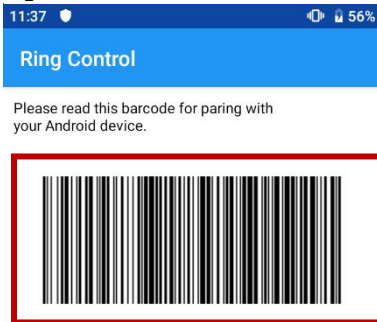 11:37 56%
Ring Control
Please read this barcode for paring with
your Android device.